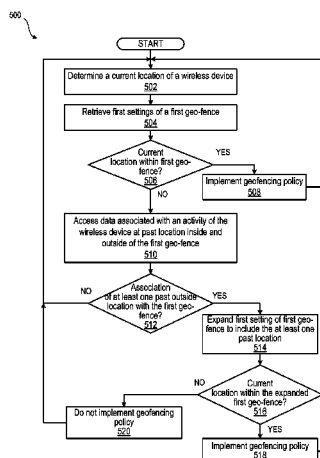 500
START
Determine a current location of a wireless device
502
Retrieve first settings of a first geo-fence
504
Current
location within first geo-
fence?
506
YES
Implement geofencing policy
508
NO
Access data associated with an activity of the
wireless device at past location inside and
outside of the first geo-fence
510
NO
Association
of at least one past outside
location with the first geo-
fence?
512
YES
Expand first setting of first geo-
fence to include the at least one
past location
514
NO
Current
location within the expanded
first geo-fence?
516
Do not implement geofencing
policy
520
YES
Implement geofencing policy
518